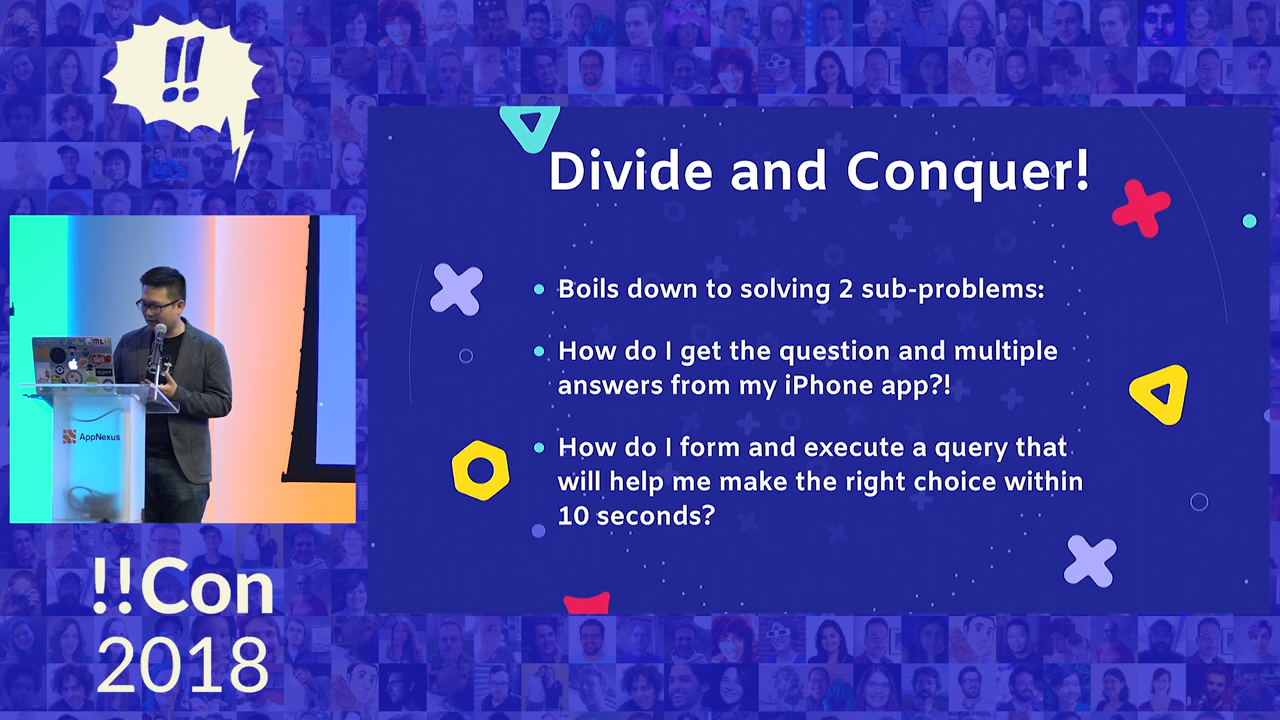 !!
Divide and Conquer!
Boils down to solving 2 sub-problems:
How do I get the question and multiple
answers from my iPhone app?!
How do I form and execute a query that
will help me make the right choice within
10 seconds?
AppNexus
!!Con
2018